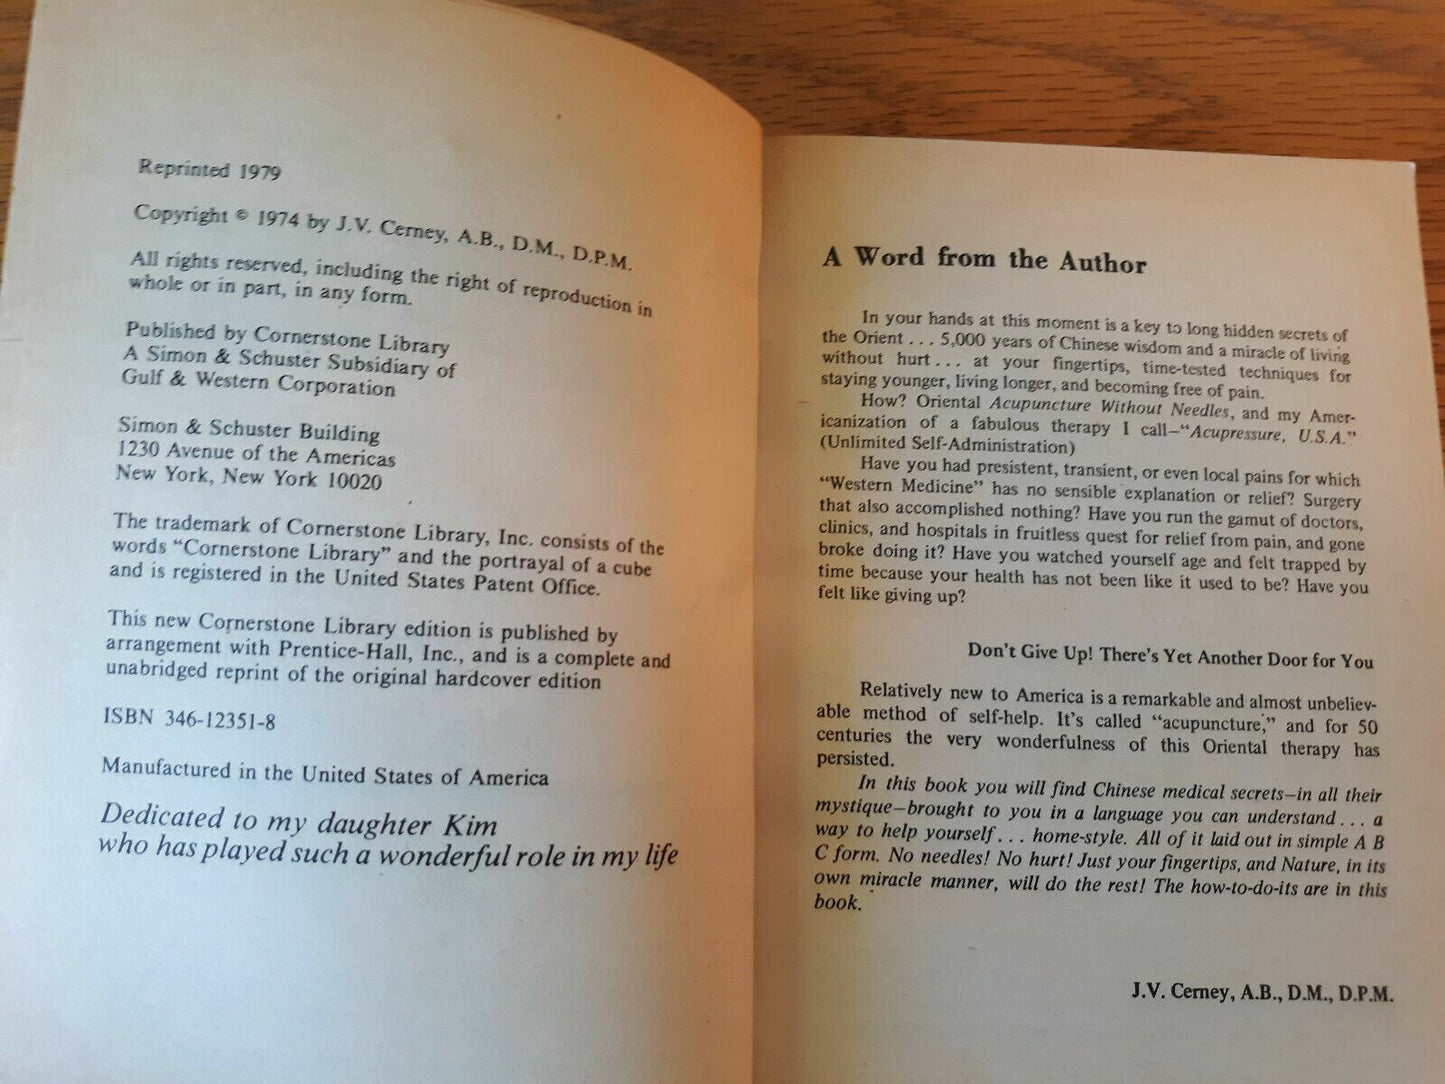 Reprinted 1979
Copyright © 1974 by J.V. Cerney, A.B., D.M., D.P.M.
All rights reserved, including the right of reproduction in
whole or in part, in any form.
Published by Cornerstone Library
A Simon & Schuster Subsidiary of
Gulf & Western Corporation
Simon & Schuster Building
1230 Avenue of the Americas
New York, New York 10020
The trademark of Cornerstone Library, Inc. consists of the
words “Cornerstone Library” and the portrayal of a cube
and is registered in the United States Patent Office.
This new Cornerstone Library edition is published by
arrangement with Prentice-Hall, Inc., and is a complete and
unabridged reprint of the original hardcover edition
ISBN 346-12351-8
Manufactured in the United States of America
Dedicated to my daughter Kim
who has played such a wonderful role in my life
A Word from the Author
In your hands at this moment is a key to long hidden secrets of
the Orient . . . 5,000 years of Chinese wisdom and a miracle of living
without hurt . . . at your fingertips, time-tested techniques for
staying younger, living longer, and becoming free of pain.
How? Oriental Acupuncture Without Needles, and my Amer-
icanization of a fabulous therapy I call—“Acupressure, U.S.A.”
(Unlimited Self-Administration)
Have you had presistent, transient, or even local pains for which
“Western Medicine” has no sensible explanation or relief? Surgery
that also accomplished nothing? Have you run the gamut of doctors,
clinics, and hospitals in fruitless quest for relief from pain, and gone
broke doing it? Have you watched yourself age and felt trapped by
time because your health has not been like it used to be? Have you
felt like giving up?
Don't Give Up! There's Yet Another Door for You
Relatively new to America is a remarkable and almost unbeliev-
able method of self-help. It's called “acupuncture,” and for 50
centuries the very wonderfulness of this Oriental therapy has
persisted.
In this book you will find Chinese medical secrets—in all their
mystique—brought to you in a language you can understand . . . a
way to help yourself . . . home-style. All of it laid out in simple A B
C form. No needles! No hurt! Just your fingertips, and Nature, in its
own miracle manner, will do the rest! The how-to-do-its are in this
book.
J.V. Cerney, A.B., D.M., D.P.M.